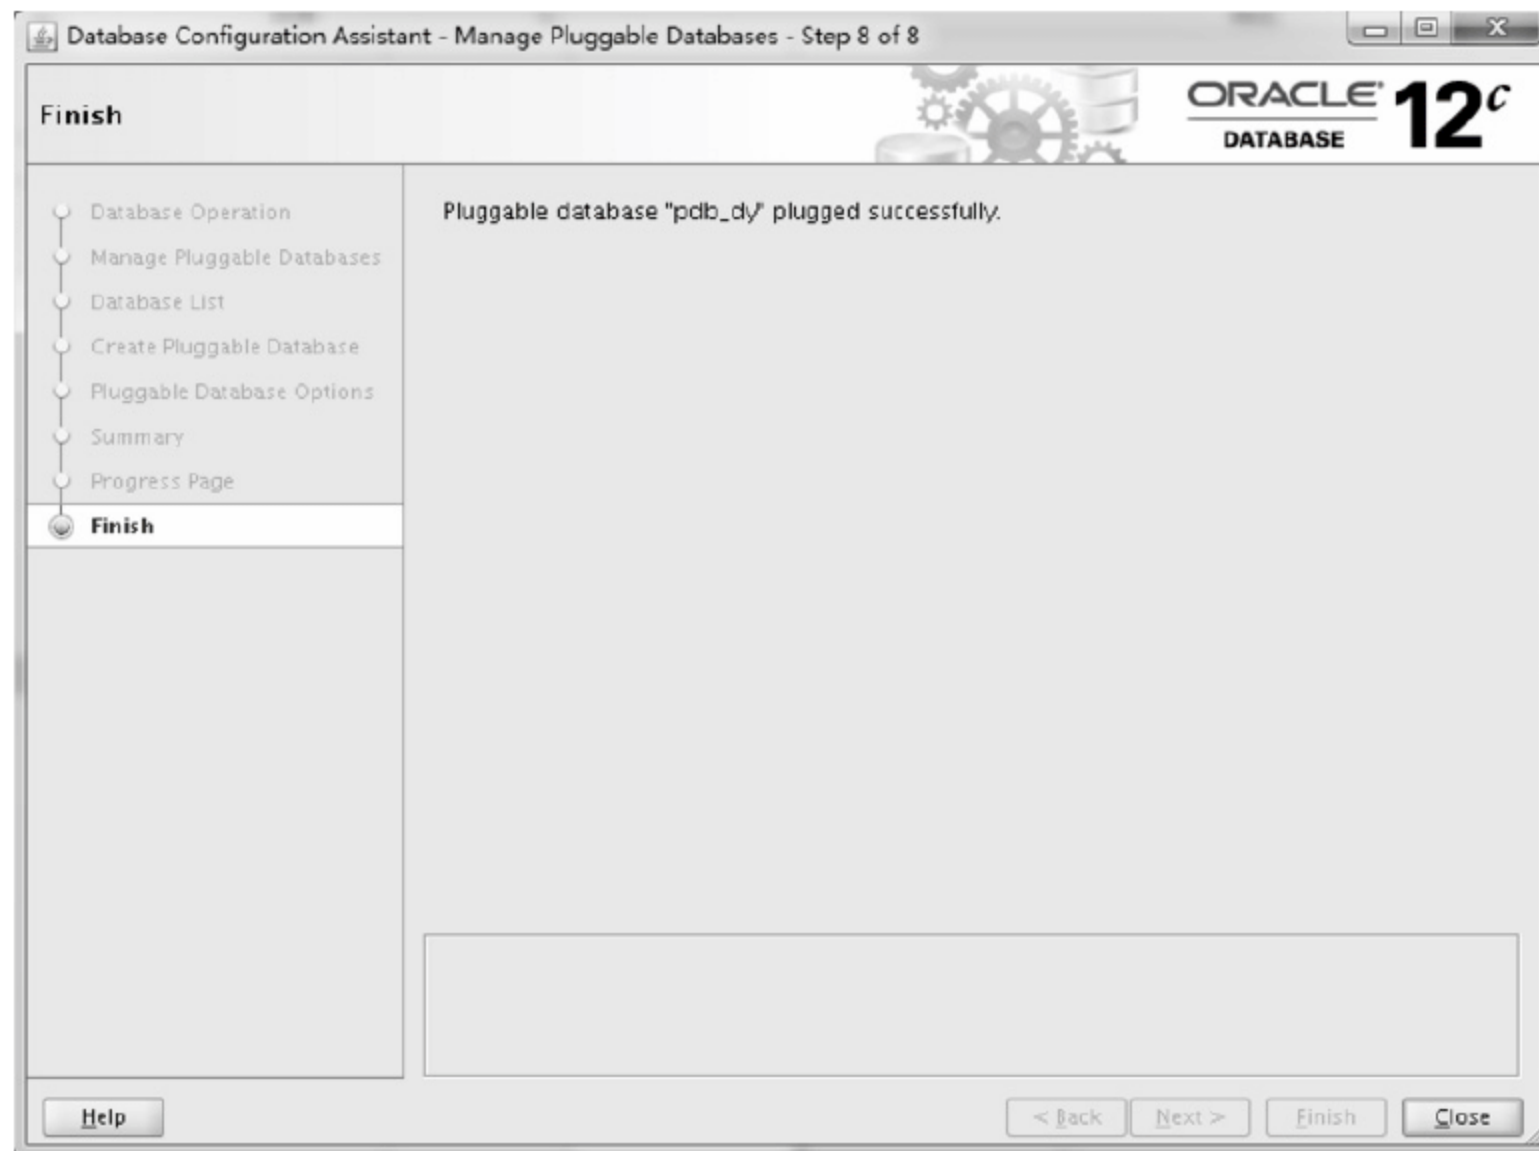 Database Configuration Assistant - Manage Pluggable Databases - Step 8 of 8
Finish
ORACLE
DATABASE
12c
Database Operation
Manage Pluggable Databases
Database List
Create Pluggable Database
Pluggable Database Options
Summary
Progress Page
Finish
Pluggable database "pdb_dy" plugged successfully.
Help
< Back
Next >
Finish
Close